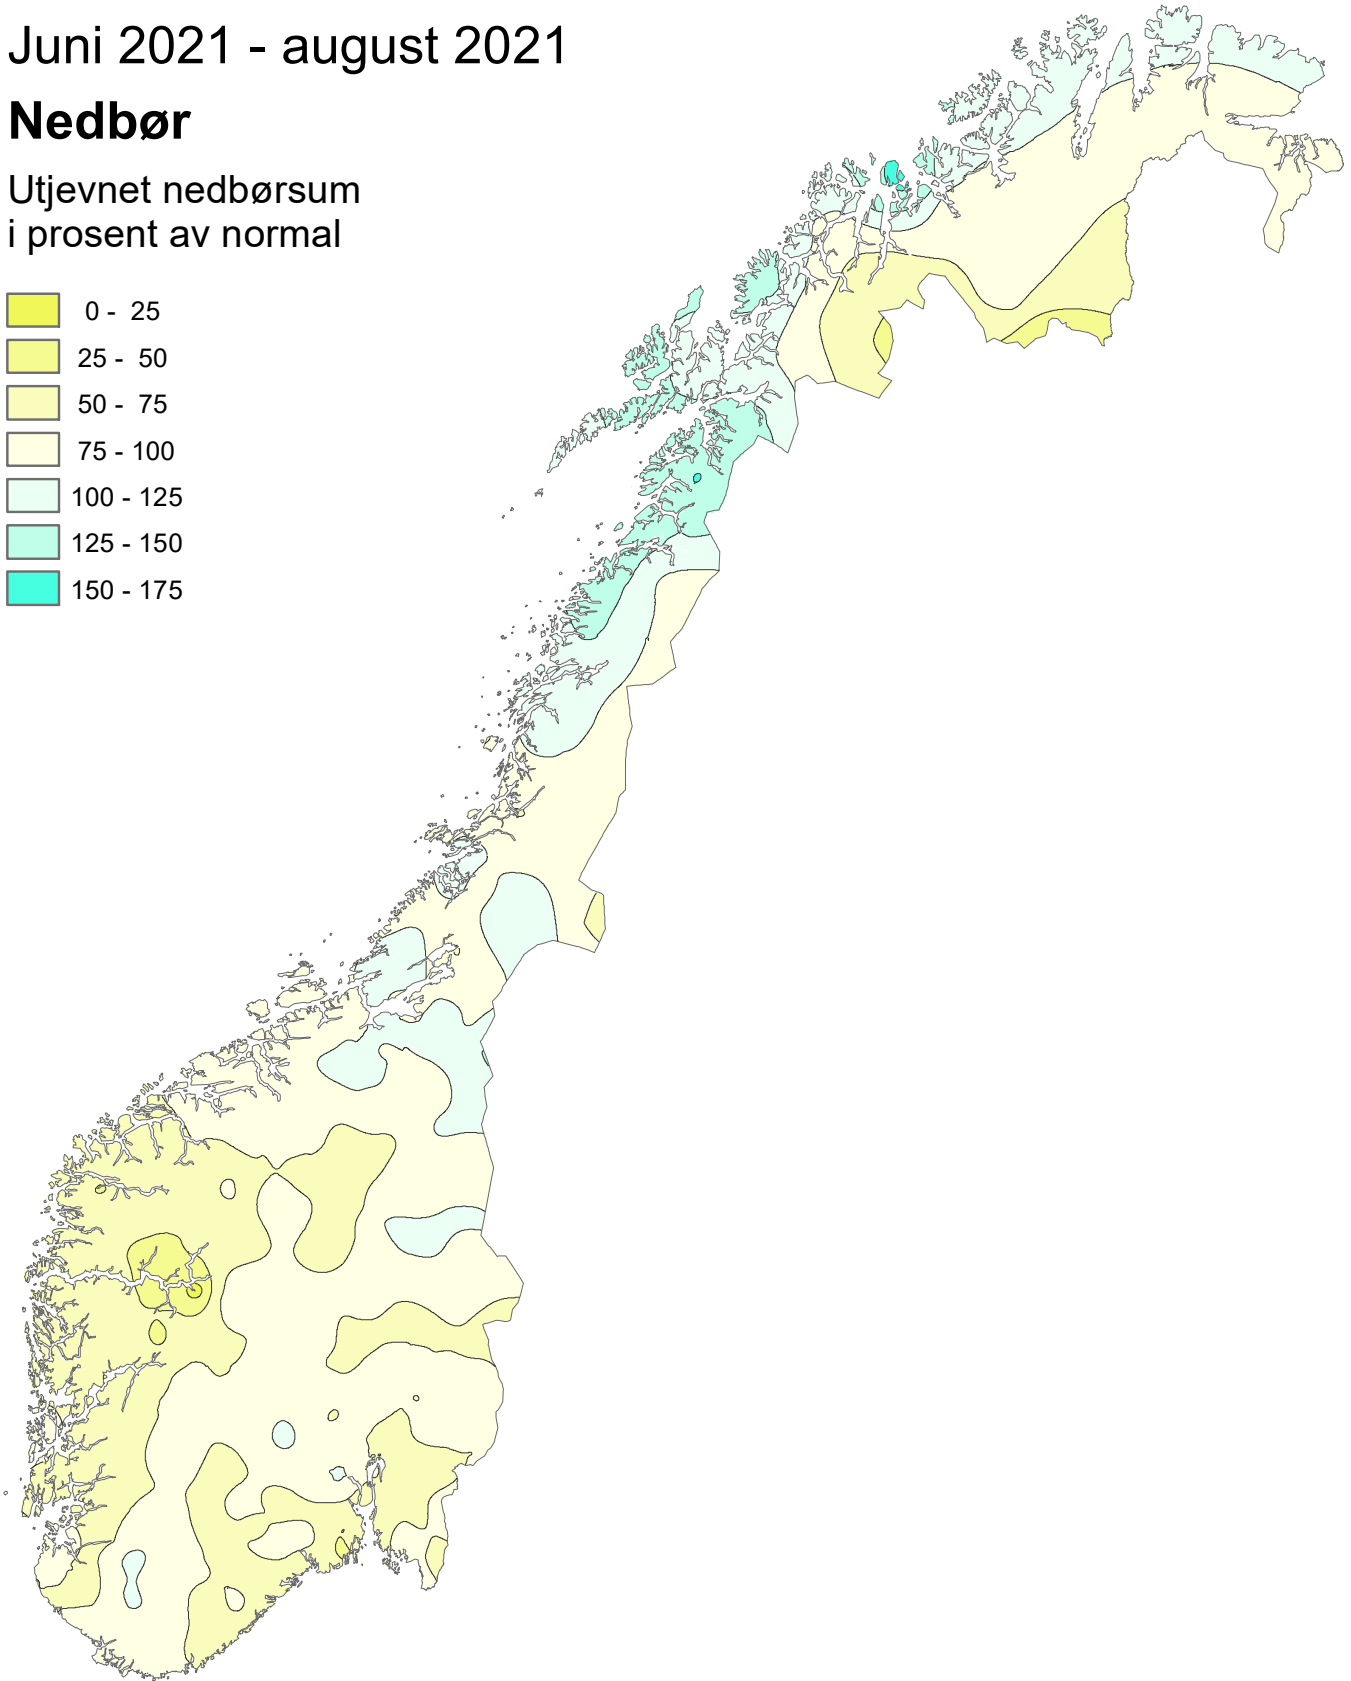 Juni 2021 - august 2021
Nedbør
Utjevnet nedbørsum
i prosent av normal
0 - 25
25 - 50
50 - 75
75 - 100
100 - 125
125 - 150
150 - 175